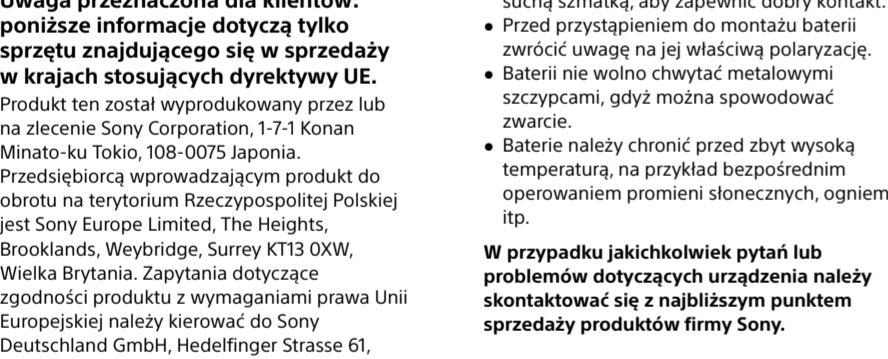 Uwaga przeznaczona dla klientów:
poniższe informacje dotyczą tylko
sprzętu znajdującego się w sprzedaży
w krajach stosujących dyrektywy UE.
Produkt ten został wyprodukowany przez lub
na zlecenie Sony Corporation, 1-7-1 Konan
Minato-ku Tokio, 108-0075 Japonia.
Przedsiębiorcą wprowadzającym produkt do
obrotu na terytorium Rzeczypospolitej Polskiej
jest Sony Europe Limited, The Heights,
Brooklands, Weybridge, Surrey KT13 0XW,
Wielka Brytania. Zapytania dotyczące
zgodności produktu z wymaganiami prawa Unii
Europejskiej należy kierować do Sony
Deutschland GmbH, Hedelfinger Strasse 61,
suchą szmatką, aby zapewnić dobry kontakt.
● Przed przystąpieniem do montażu baterii
zwrócić uwagę na jej właściwą polaryzację.
● Baterii nie wolno chwytać metalowymi
szczypcami, gdyż można spowodować
zwarcie.
● Baterie należy chronić przed zbyt wysoką
temperaturą, na przykład bezpośrednim
operowaniem promieni słonecznych, ogniem
itp.
W przypadku jakichkolwiek pytań lub
problemów dotyczących urządzenia należy
skontaktować się z najbliższym punktem
sprzedaży produktów firmy Sony.